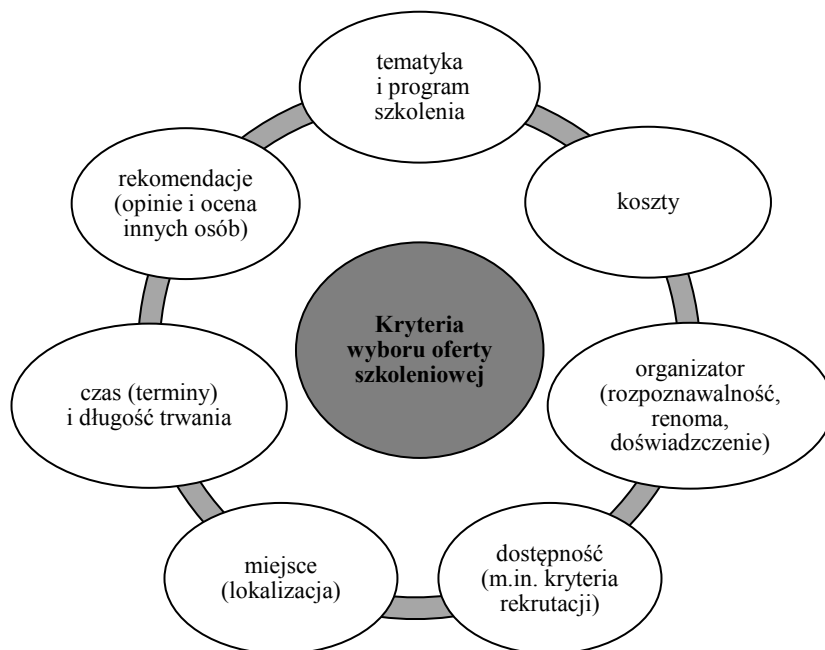 tematyka
i program
szkolenia
koszty
organizator
(rozpoznawalność,
renoma,
doświadzczenie)
dostępność
(m.in. kryteria
rekrutacji)
miejsce
(lokalizacja)
czas (terminy)
i długość trwania
rekomendacje
(opinie i ocena
innych osób)
Kryteria
wyboru oferty
szkoleniowej